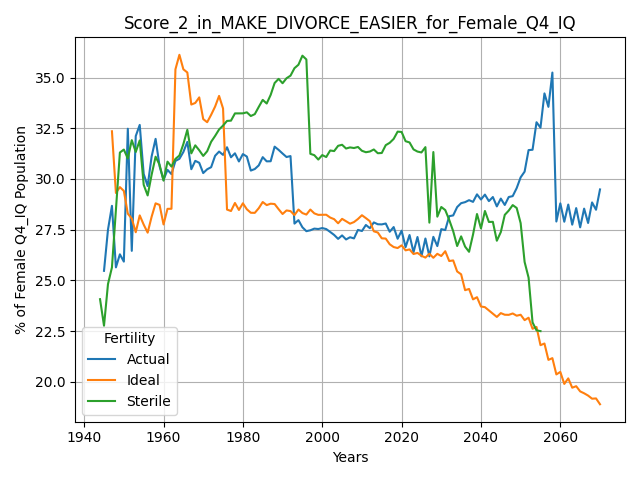 Score_2_in_MAKE_DIVORCE_EASIER_for_Female_Q4_IQ
% of Female Q4_IQ Population
35.0
32.5
30.0
27.5
25.0
22.5
20.0
Fertility
Actual
Ideal
Sterile
1940
1960
1980
2000
2020
2040
2060
Years